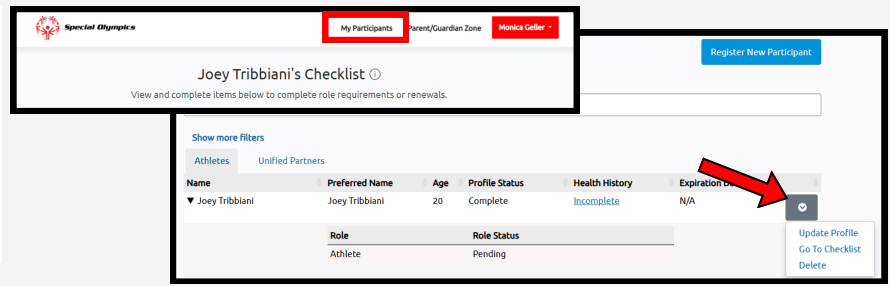 Special Olympics
My Participants
Parent/Guardian Zone
Monica Geller
Joey Tribbiani's Checklist
View and complete items below to complete role requirements or renewals.
Register New Participant
Show more filters
Athletes Unified Partners
Name Preferred Name Age Profile Status Health History Expiration
▼ Joey Tribbiani Joey Tribbiani 20 Complete Incomplete N/A
Role Role Status
Athlete Pending
Update Profile
Go To Checklist
Delete